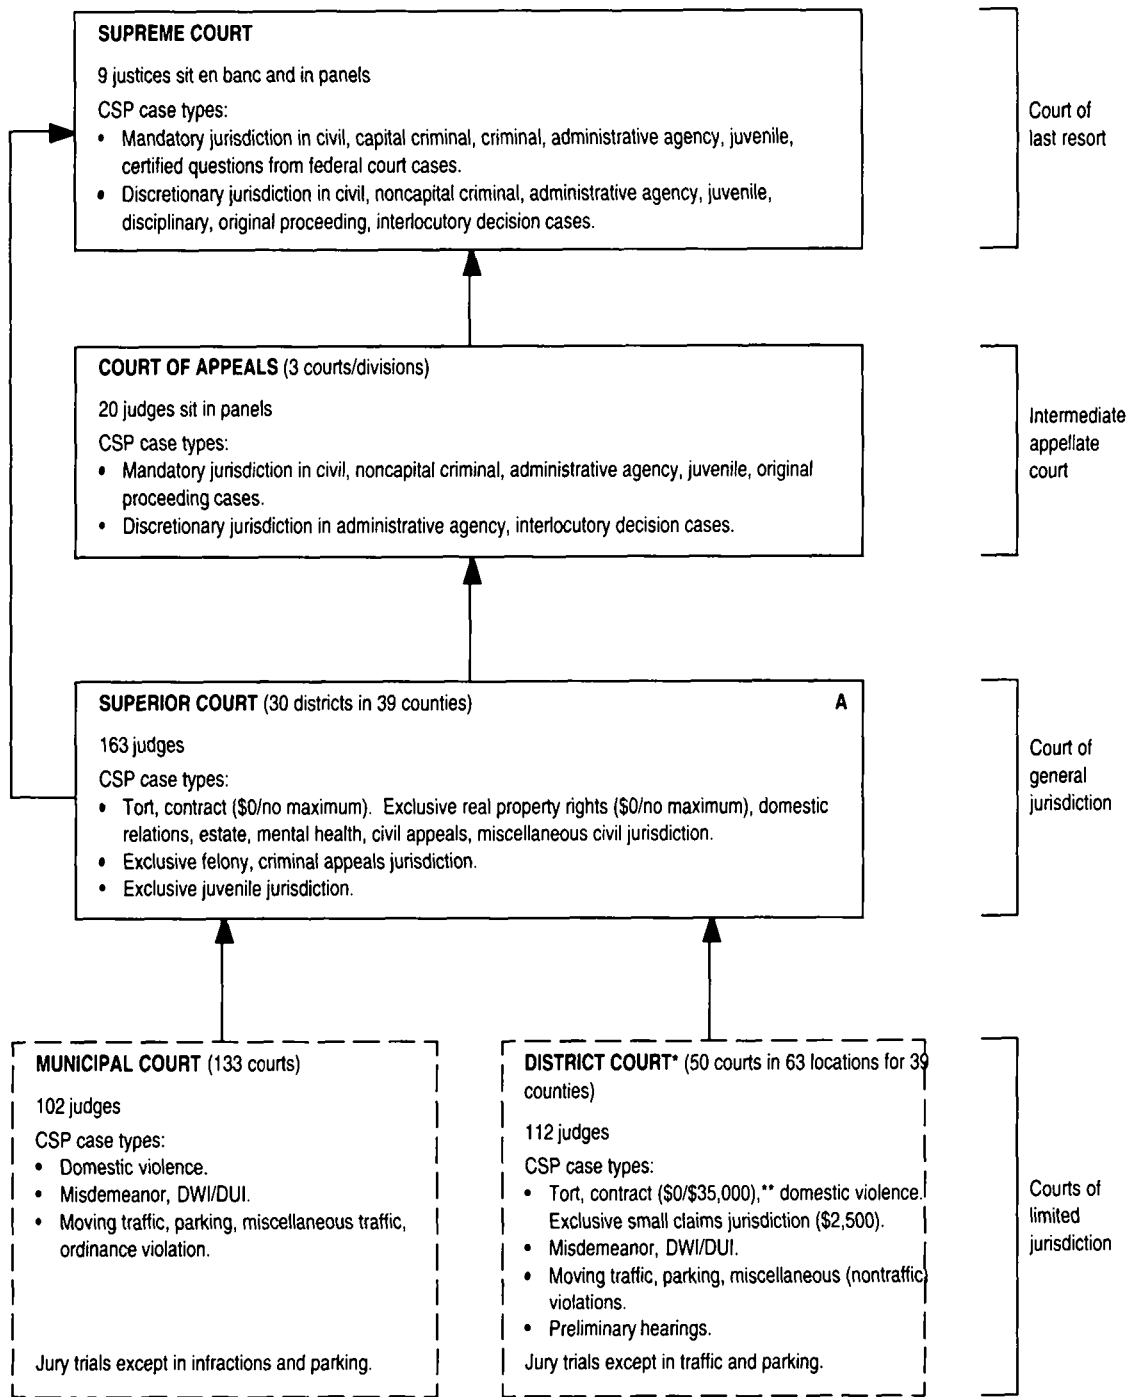 SUPREME COURT
9 justices sit en banc and in panels
CSP case types:
• Mandatory jurisdiction in civil, capital criminal, criminal, administrative agency, juvenile,
certified questions from federal court cases.
• Discretionary jurisdiction in civil, noncapital criminal, administrative agency, juvenile,
disciplinary, original proceeding, interlocutory decision cases.
Court of
last resort
COURT OF APPEALS (3 courts/divisions)
20 judges sit in panels
CSP case types:
• Mandatory jurisdiction in civil, noncapital criminal, administrative agency, juvenile, original
proceeding cases.
• Discretionary jurisdiction in administrative agency, interlocutory decision cases.
Intermediate
appellate
court
SUPERIOR COURT (30 districts in 39 counties) A
163 judges
CSP case types:
• Tort, contract ($0/no maximum). Exclusive real property rights ($0/no maximum), domestic
relations, estate, mental health, civil appeals, miscellaneous civil jurisdiction.
• Exclusive felony, criminal appeals jurisdiction.
• Exclusive juvenile jurisdiction.
Court of
general
jurisdiction
MUNICIPAL COURT (133 courts)
102 judges
CSP case types:
• Domestic violence.
• Misdemeanor, DWI/DUI.
• Moving traffic, parking, miscellaneous traffic,
ordinance violation.
Jury trials except in infractions and parking.
DISTRICT COURT* (50 courts in 63 locations for 39
counties)
112 judges
CSP case types:
• Tort, contract ($0/$35,000),** domestic violence.
Exclusive small claims jurisdiction ($2,500).
• Misdemeanor, DWI/DUI.
• Moving traffic, parking, miscellaneous (nontraffic)
violations.
• Preliminary hearings.
Jury trials except in traffic and parking.
Courts of
limited
jurisdiction